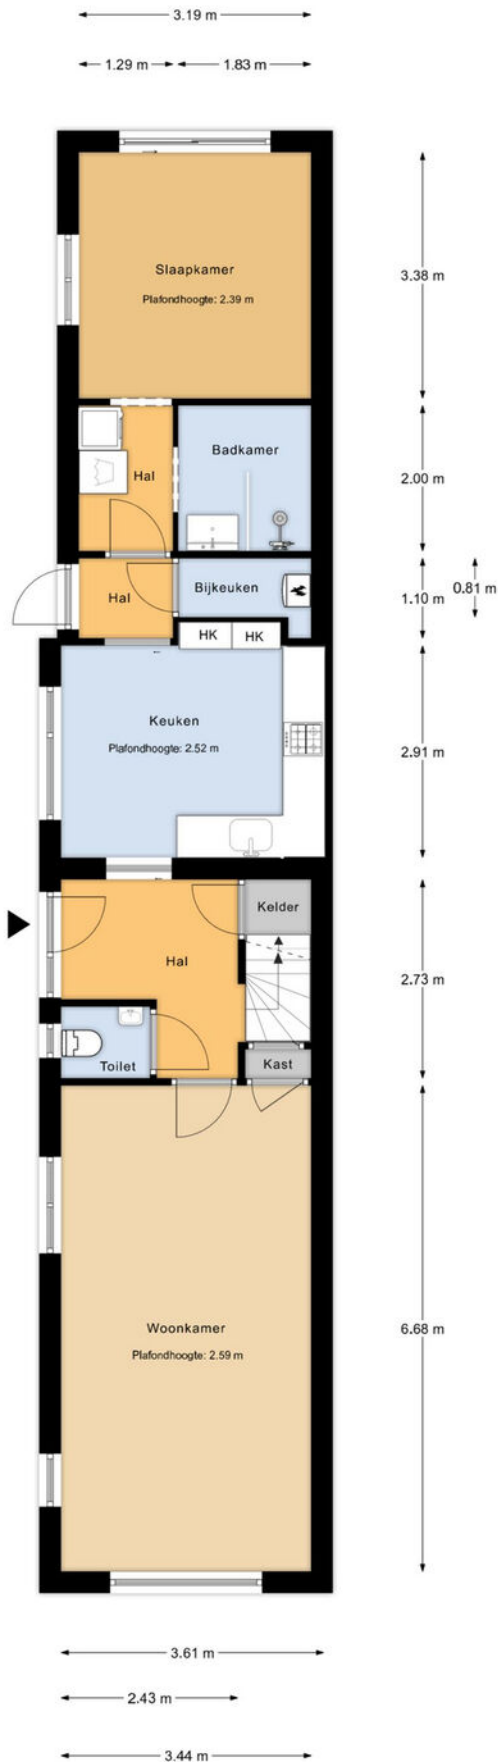 3.19 m
1.29 m
1.83 m
Slaapkamer
Plafondhoogte: 2.39 m
3.38 m
Badkamer
Hal
2.00 m
Bijkeuken
Hal
1.10 m
0.81 m
HK
HK
Keuken
Plafondhoogte: 2.52 m
2.91 m
Kelder
Hal
2.73 m
Toilet
Kast
Woonkamer
Plafondhoogte: 2.59 m
6.68 m
3.61 m
2.43 m
3.44 m